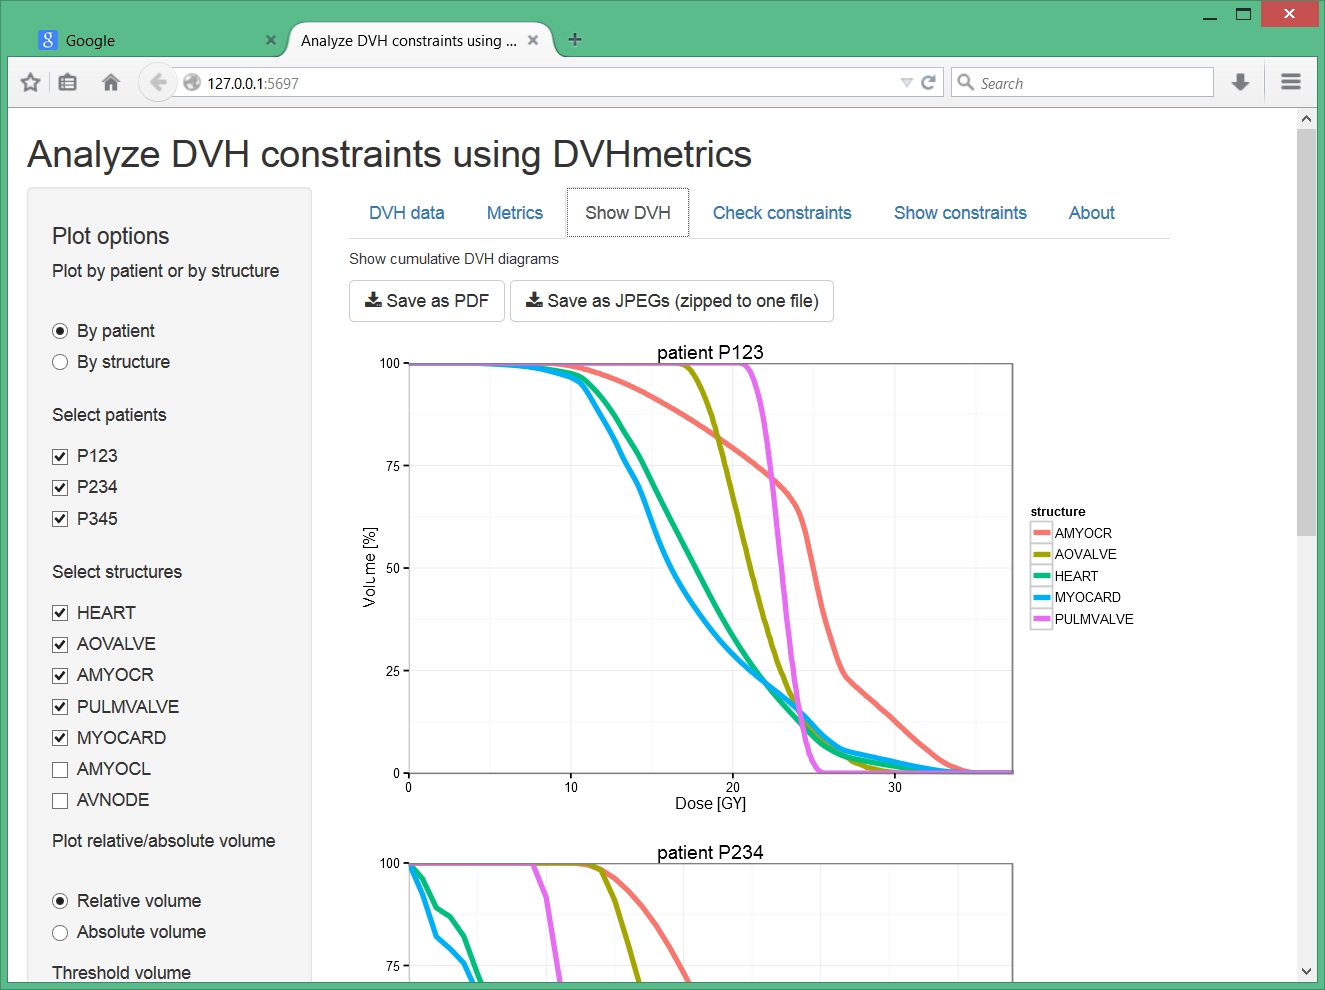 Google
Analyze DVH constraints using ...
127.0.0.1:5697
Search
Analyze DVH constraints using DVHmetrics
Plot options
Plot by patient or by structure
By patient
By structure
Select patients
P123
P234
P345
Select structures
HEART
AOVALVE
AMYOCR
PULMVALVE
MYOCARD
AMYOCL
AVNODE
Plot relative/absolute volume
Relative volume
Absolute volume
Threshold volume
DVH data Metrics Show DVH Check constraints Show constraints About
Show cumulative DVH diagrams
Save as PDF Save as JPEGs (zipped to one file)
patient P123
100
75
50
25
0
Volume [%]
0 10 20 30
Dose [GY]
structure
AMYOCR
AOVALVE
HEART
MYOCARD
PULMVALVE
patient P234
100
75